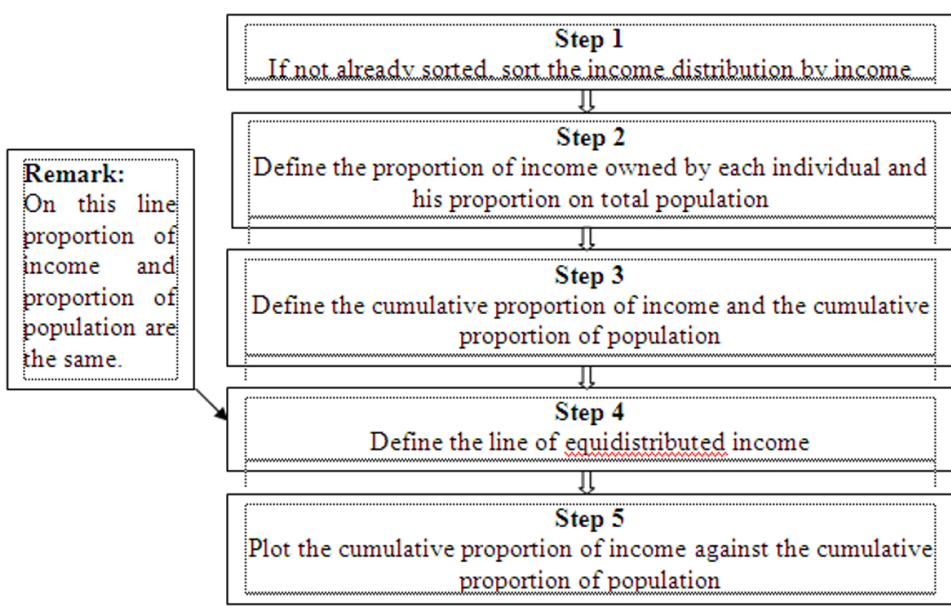 Step 1
If not already sorted, sort the income distribution by income
Step 2
Define the proportion of income owned by each individual and
his proportion on total population
Remark:
On this line
proportion of
income and
proportion of
population are
the same.
Step 3
Define the cumulative proportion of income and the cumulative
proportion of population
Step 4
Define the line of equidistributed income
Step 5
Plot the cumulative proportion of income against the cumulative
proportion of population